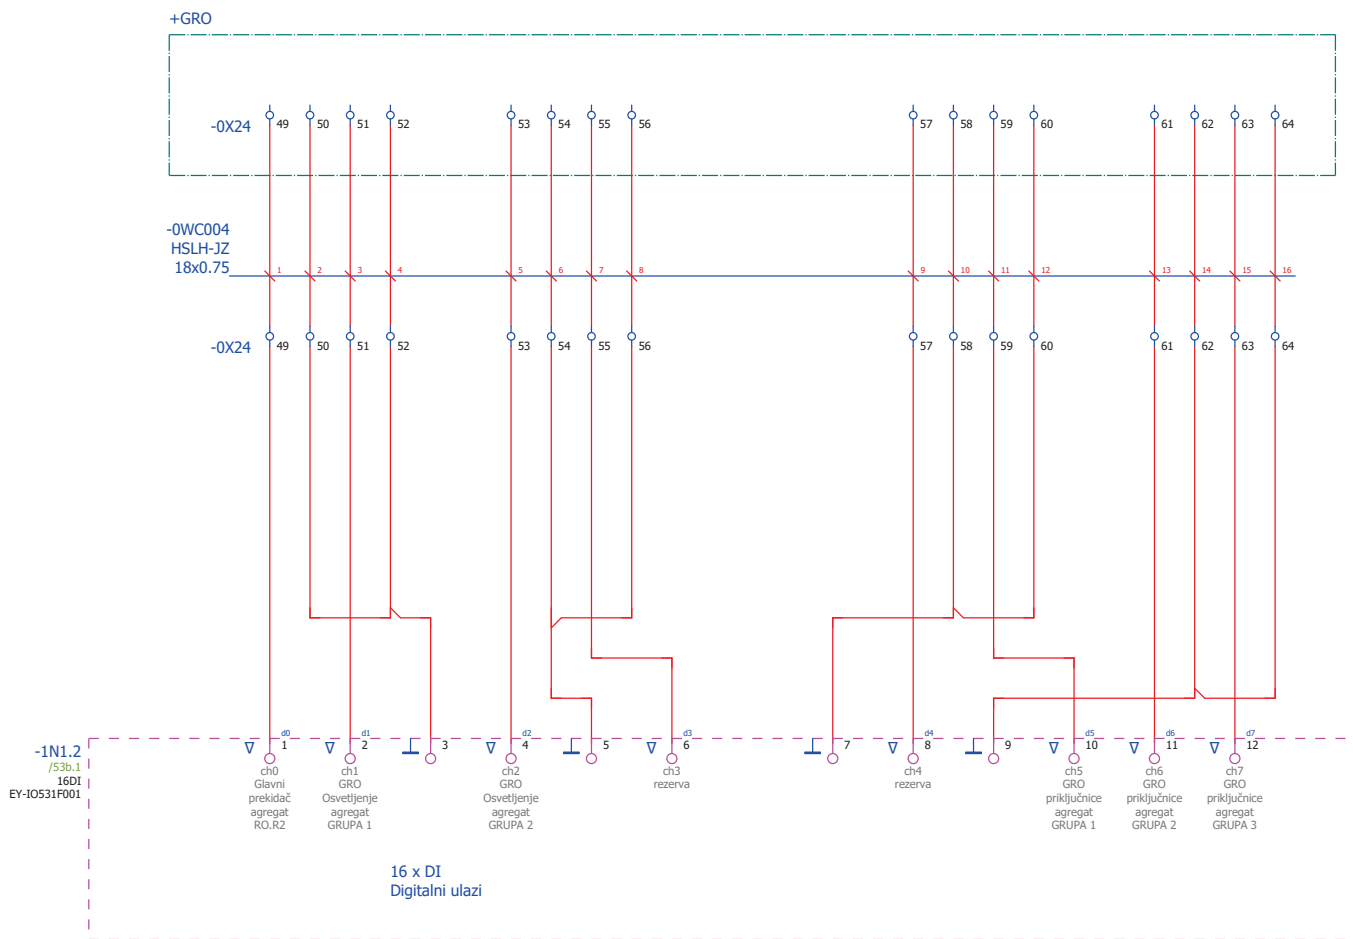 +GRO
-0X24 49 50 51 52 53 54 55 56 57 58 59 60 61 62 63 64
-0WC004
HSLH-JZ
18x0.75
1 2 3 4 5 6 7 8 9 10 11 12 13 14 15 16
-0X24 49 50 51 52 53 54 55 56 57 58 59 60 61 62 63 64
d0 d1 d2 d3 d4 d5 d6 d7
1 2 3 4 5 6 7 8 9 10 11 12
-1N1.2
/53b.1
16DI
EY-IO531F001
ch0
Glavni
prekidač
agregat
RO.R2
ch1
GRO
Osvetljenje
agregat
GRUPA 1
ch2
GRO
Osvetljenje
agregat
GRUPA 2
ch3
rezerva
ch4
rezerva
ch5
GRO
priključnice
agregat
GRUPA 1
ch6
GRO
priključnice
agregat
GRUPA 2
ch7
GRO
priključnice
agregat
GRUPA 3
16 x DI
Digitalni ulazi